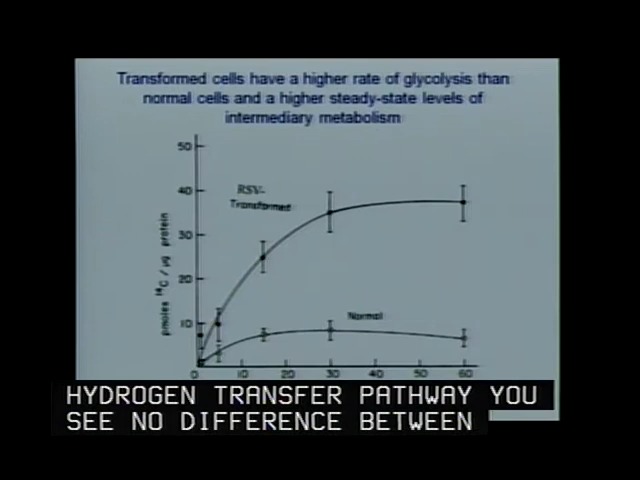 Transformed cells have a higher rate of glycolysis than
normal cells and a higher steady-state levels of
intermediary metabolism
50
40
RSV-
Transformed
30
pmoles ¹⁴C / µg protein
20
Normal
10
0 10 20 30 40 50 60
HYDROGEN TRANSFER PATHWAY YOU
SEE NO DIFFERENCE BETWEEN